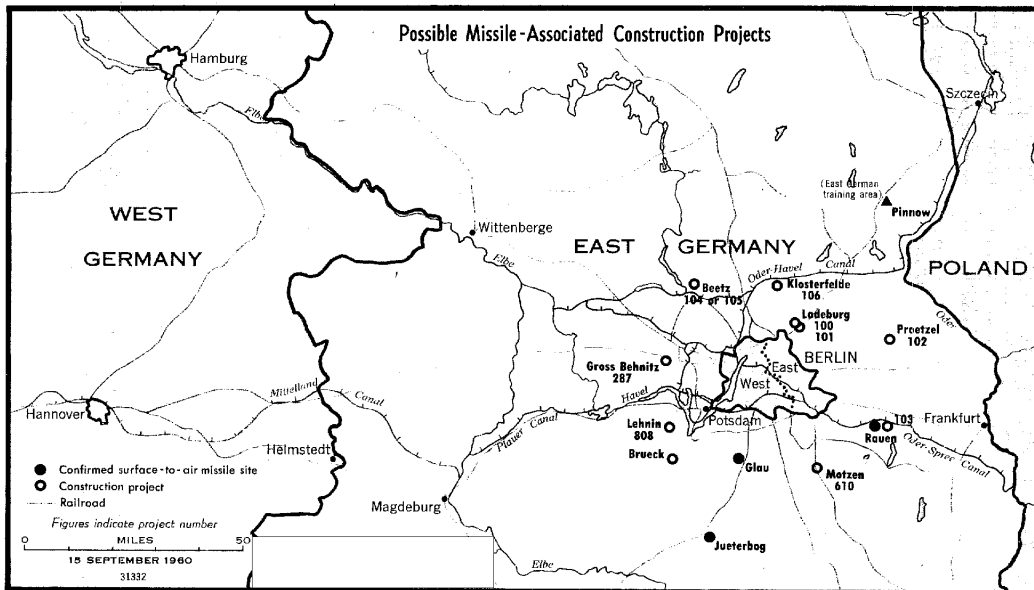 Possible Missile-Associated Construction Projects
Hamburg
Elbe
Szczecin
WEST
GERMANY
(East German
training area)
Pinnow
Wittenberge
Elbe
EAST GERMANY
POLAND
Oder-Havel Canal
Beetz
104 or 105
Klosterfelde
106
Oder
Ladeburg
100
101
Proetzel
102
BERLIN
East
West
Gross Behnitz
287
Mittelland Canal
Hannover
Havel
Plauer Canal
Potsdam
Lehnin
808
103
Rauen
Frankfurt
Oder-Spree Canal
Helmstedt
Brueck
Glau
Motzen
610
Magdeburg
Jueterbog
Elbe
Confirmed surface-to-air missile site
Construction project
Railroad
Figures indicate project number
0 MILES 50
15 SEPTEMBER 1960
31332